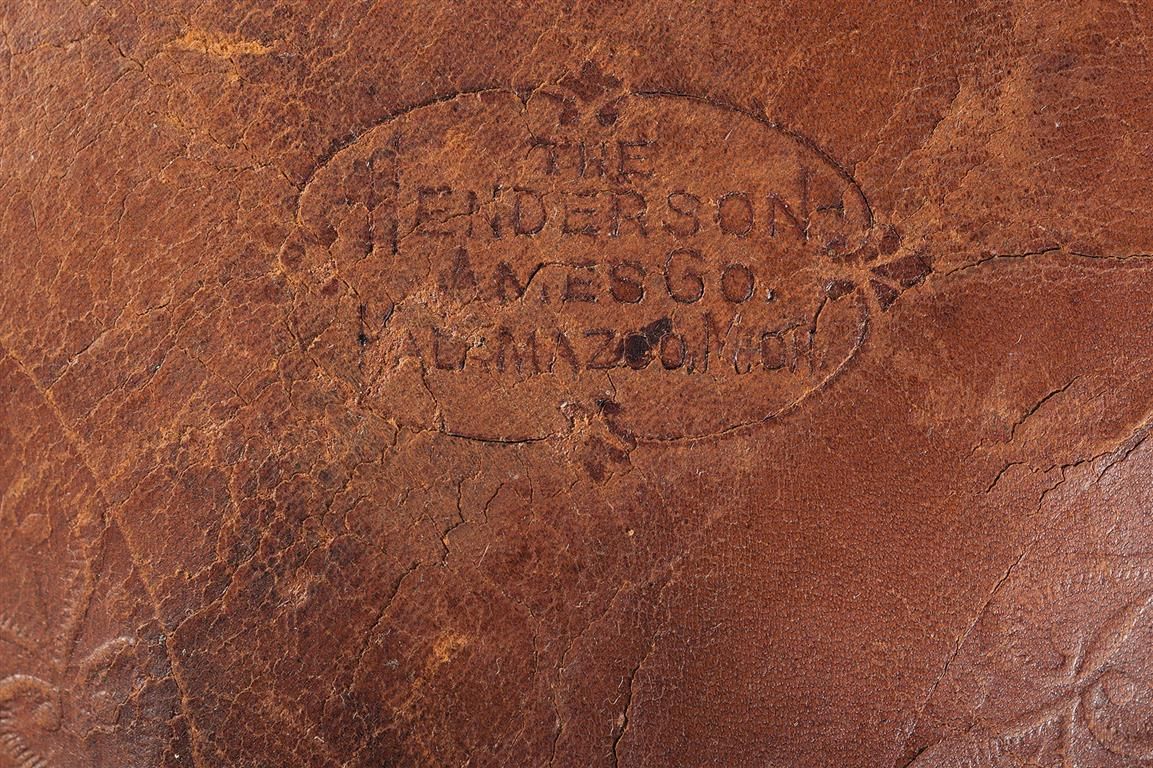 THE
HENDERSON
AMES CO.
KALAMAZOO, MICH.